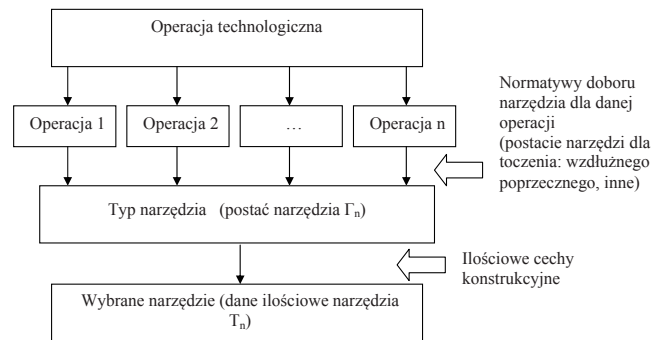 Operacja technologiczna
Operacja 1
Operacja 2
…
Operacja n
Normatywy doboru
narzędzia dla danej
operacji
(postacie narzędzi dla
toczenia: wzdłużnego
poprzecznego, inne)
Typ narzędzia (postać narzędzia Γn)
Ilościowe cechy
konstrukcyjne
Wybrane narzędzie (dane ilościowe narzędzia
Tn)